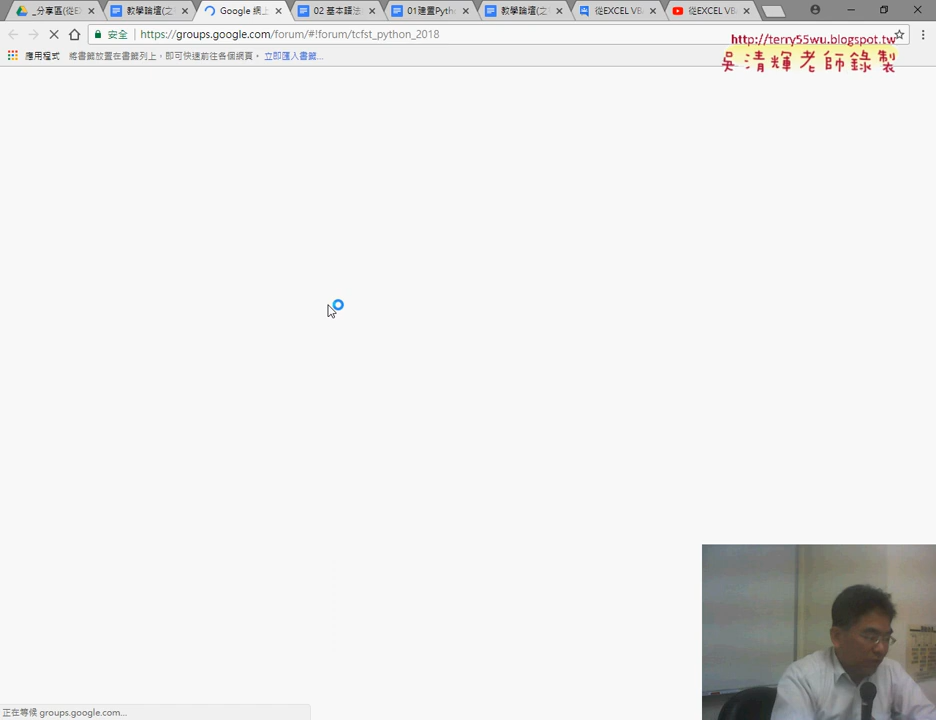 _分享區(從E
教學論壇(之
Google 網上
02 基本語法
01建置Pyth
教學論壇(之
從EXCEL VB
從EXCEL VB
安全 https://groups.google.com/forum/#!forum/tcfst_python_2018
http://terry55wu.blogspot.tw
應用程式 將書籤放置在書籤列上，即可快速前往各個網頁。 立即匯入書籤...
吳清輝老師錄製
正在等候 groups.google.com...